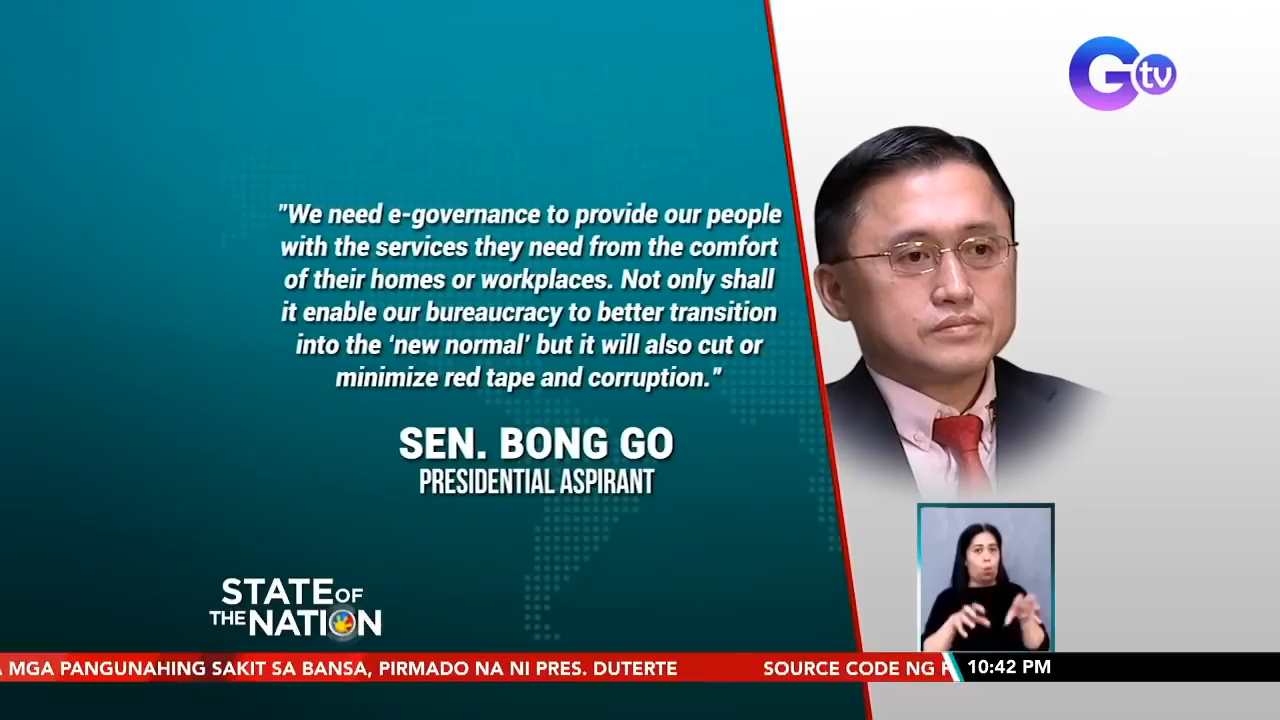 Gtv
"We need e-governance to provide our people
with the services they need from the comfort
of their homes or workplaces. Not only shall
it enable our bureaucracy to better transition
into the ‘new normal’ but it will also cut or
minimize red tape and corruption."
SEN. BONG GO
PRESIDENTIAL ASPIRANT
STATE OF
THE NATION
MGA PANGUNAHING SAKIT SA BANSA, PIRMADO NA NI PRES. DUTERTE SOURCE CODE NG 10:42 PM